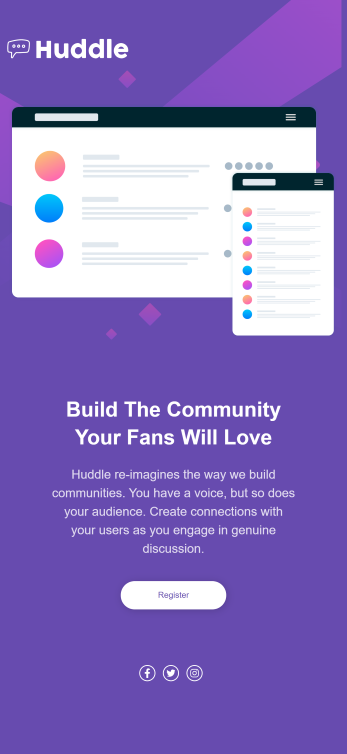 Huddle
Build The Community
Your Fans Will Love
Huddle re-imagines the way we build
communities. You have a voice, but so does
your audience. Create connections with
your users as you engage in genuine
discussion.
Register